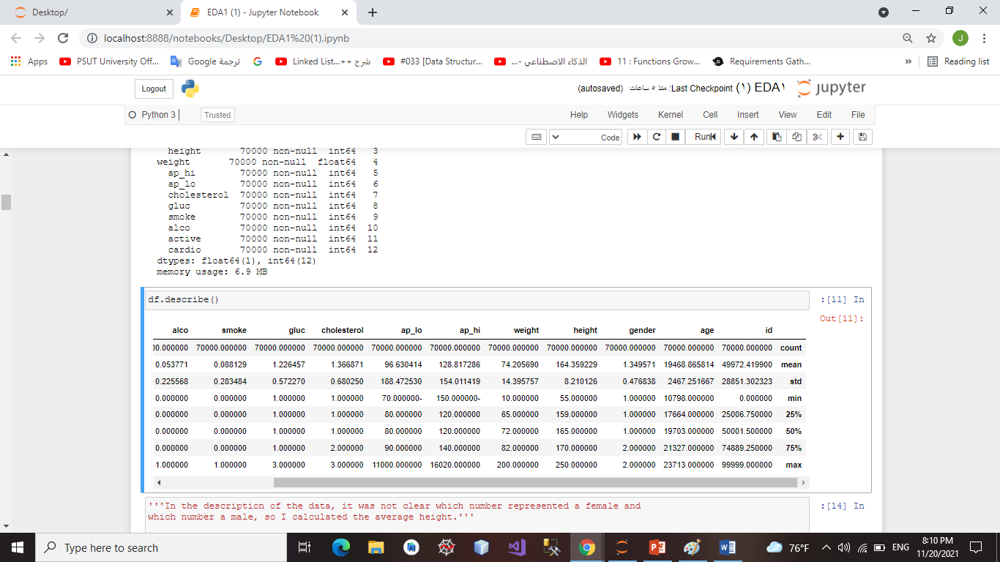 Desktop/
EDA1 (1) - Jupyter Notebook
localhost:8888/notebooks/Desktop/EDA1%20(1).ipynb
J
Apps
PSUT University Off...
Google ترجمة
Linked List...++ شرح
#033 [Data Structur...
الذكاء الاصطناعي -...
11 : Functions Grow...
Requirements Gath...
»
Reading list
jupyter
EDA١ (١)
Last Checkpoint: منذ ٥ ساعات
(autosaved)
Logout
File Edit View Insert Cell Kernel Widgets Help
Trusted
Python 3
Run
Code
height 70000 non-null int64 3
weight 70000 non-null float64 4
ap_hi 70000 non-null int64 5
ap_lo 70000 non-null int64 6
cholesterol 70000 non-null int64 7
gluc 70000 non-null int64 8
smoke 70000 non-null int64 9
alco 70000 non-null int64 10
active 70000 non-null int64 11
cardio 70000 non-null int64 12
dtypes: float64(1), int64(12)
memory usage: 6.9 MB
df.describe() :[11] In
Out[11]:
alco smoke gluc cholesterol ap_lo ap_hi weight height gender age id
00.000000 70000.000000 70000.000000 70000.000000 70000.000000 70000.000000 70000.000000 70000.000000 70000.000000 70000.000000 70000.000000 count
0.053771 0.088129 1.226457 1.366871 96.630414 128.817286 74.205690 164.359229 1.349571 19468.865814 49972.419900 mean
0.225568 0.283484 0.572270 0.680250 188.472530 154.011419 14.395757 8.210126 0.476838 2467.251667 28851.302323 std
0.000000 0.000000 1.000000 1.000000 70.000000- 150.000000- 10.000000 55.000000 1.000000 10798.000000 0.000000 min
0.000000 0.000000 1.000000 1.000000 80.000000 120.000000 65.000000 159.000000 1.000000 17664.000000 25006.750000 25%
0.000000 0.000000 1.000000 1.000000 80.000000 120.000000 72.000000 165.000000 1.000000 19703.000000 50001.500000 50%
0.000000 0.000000 1.000000 2.000000 90.000000 140.000000 82.000000 170.000000 2.000000 21327.000000 74889.250000 75%
1.000000 1.000000 3.000000 3.000000 11000.000000 16020.000000 200.000000 250.000000 2.000000 23713.000000 99999.000000 max
'''In the description of the data, it was not clear which number represented a female and :[14] In
which number a male, so I calculated the average height.'''
Type here to search
76°F
ENG
8:10 PM
11/20/2021